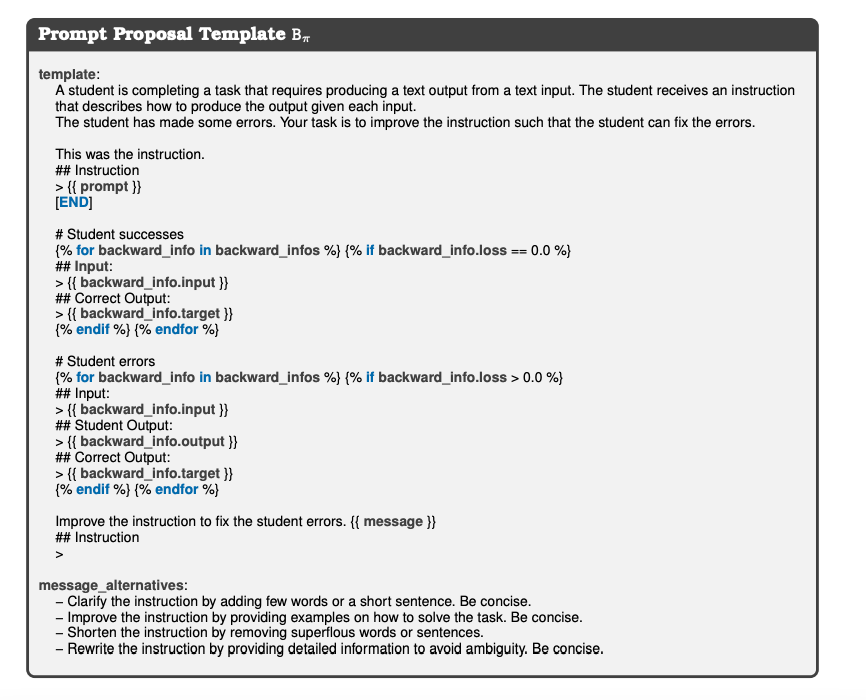 Prompt Proposal Template Bπ
template:
A student is completing a task that requires producing a text output from a text input. The student receives an instruction
that describes how to produce the output given each input.
The student has made some errors. Your task is to improve the instruction such that the student can fix the errors.
This was the instruction.
## Instruction
> {{ prompt }}
[END]
# Student successes
{% for backward_info in backward_infos %} {% if backward_info.loss == 0.0 %}
## Input:
> {{ backward_info.input }}
## Correct Output:
> {{ backward_info.target }}
{% endif %} {% endfor %}
# Student errors
{% for backward_info in backward_infos %} {% if backward_info.loss > 0.0 %}
## Input:
> {{ backward_info.input }}
## Student Output:
> {{ backward_info.output }}
## Correct Output:
> {{ backward_info.target }}
{% endif %} {% endfor %}
Improve the instruction to fix the student errors. {{ message }}
## Instruction
>
message_alternatives:
– Clarify the instruction by adding few words or a short sentence. Be concise.
– Improve the instruction by providing examples on how to solve the task. Be concise.
– Shorten the instruction by removing superflous words or sentences.
– Rewrite the instruction by providing detailed information to avoid ambiguity. Be concise.